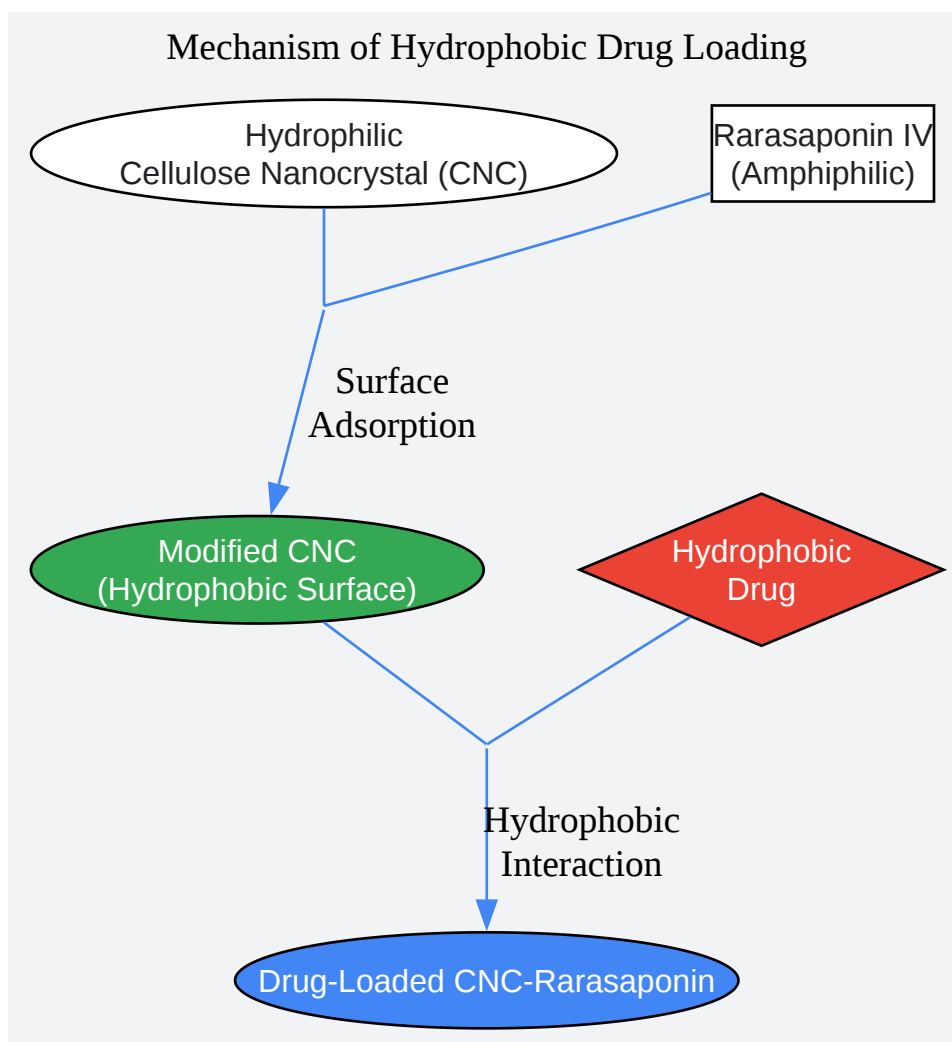 Mechanism of Hydrophobic Drug Loading
Hydrophilic
Cellulose Nanocrystal (CNC)
Rarasaponin IV
(Amphiphilic)
Surface
Adsorption
Modified CNC
(Hydrophobic Surface)
Hydrophobic
Drug
Hydrophobic
Interaction
Drug-Loaded CNC-Rarasaponin